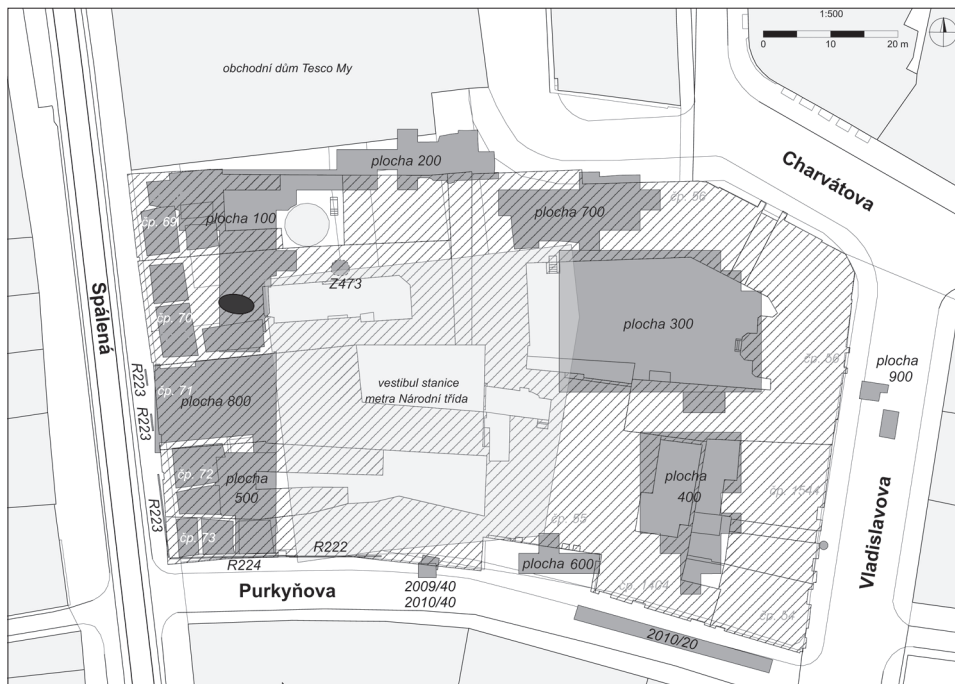 1:500
0 10 20 m
obchodní dům Tesco My
plocha 200
Charvátova
čp. 56
čp. 69
plocha 100
plocha 700
Z473
Spálená
čp. 70
plocha 300
čp. 56
plocha
900
vestibul stanice
metra Národní třída
R223
čp. 71
plocha 800
R223
čp. 72
plocha
500
plocha
400
čp. 1544
R223
čp. 55
čp. 73
R222
R224
plocha 600
Vladislavova
Purkyňova
2009/40
2010/40
čp. 1404
čp. 54
2010/20